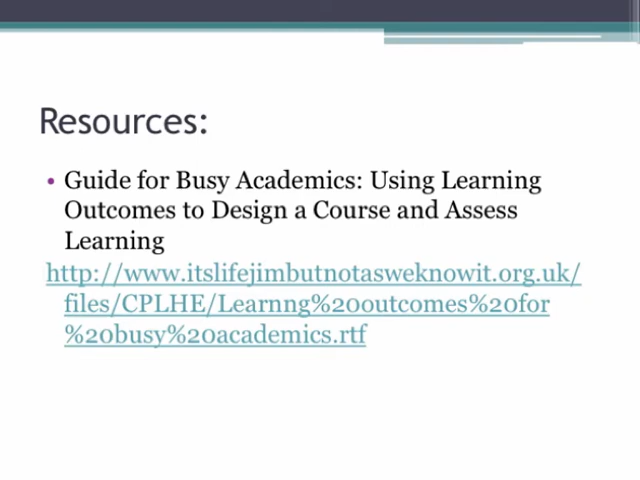 Resources:
• Guide for Busy Academics: Using Learning
Outcomes to Design a Course and Assess
Learning
http://www.itslifejimbutnotasweknowit.org.uk/
files/CPLHE/Learnng%20outcomes%20for
%20busy%20academics.rtf